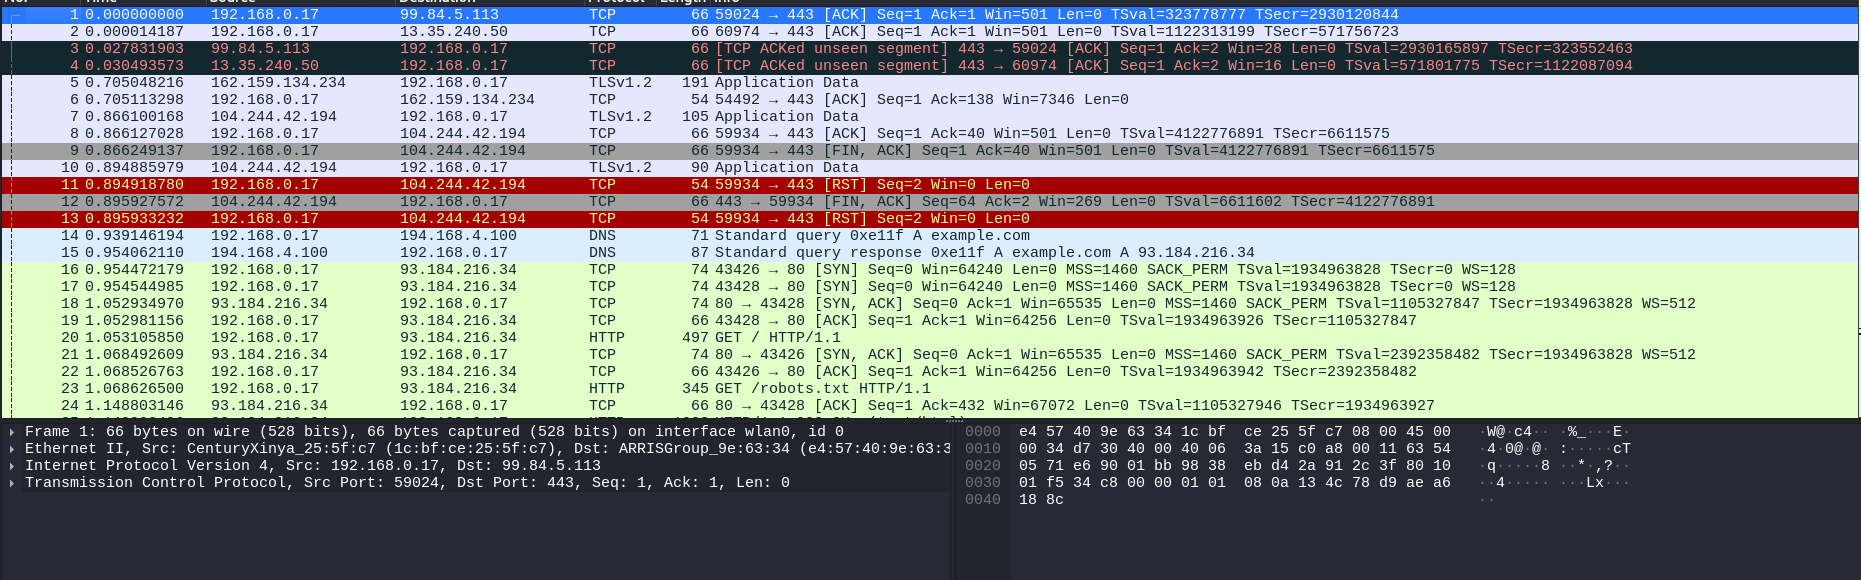 No. Time Source Destination Protocol Length Info
1 0.000000000 192.168.0.17 99.84.5.113 TCP 66 59024 → 443 [ACK] Seq=1 Ack=1 Win=501 Len=0 TSval=323778777 TSecr=2930120844
2 0.000014187 192.168.0.17 13.35.240.50 TCP 66 60974 → 443 [ACK] Seq=1 Ack=1 Win=501 Len=0 TSval=1122313199 TSecr=571756723
3 0.027831903 99.84.5.113 192.168.0.17 TCP 66 [TCP ACKed unseen segment] 443 → 59024 [ACK] Seq=1 Ack=2 Win=28 Len=0 TSval=2930165897 TSecr=323552463
4 0.030493573 13.35.240.50 192.168.0.17 TCP 66 [TCP ACKed unseen segment] 443 → 60974 [ACK] Seq=1 Ack=2 Win=16 Len=0 TSval=571801775 TSecr=1122087094
5 0.705048216 162.159.134.234 192.168.0.17 TLSv1.2 191 Application Data
6 0.705113298 192.168.0.17 162.159.134.234 TCP 54 54492 → 443 [ACK] Seq=1 Ack=138 Win=7346 Len=0
7 0.866100168 104.244.42.194 192.168.0.17 TLSv1.2 105 Application Data
8 0.866127028 192.168.0.17 104.244.42.194 TCP 66 59934 → 443 [ACK] Seq=1 Ack=40 Win=501 Len=0 TSval=4122776891 TSecr=6611575
9 0.866249137 192.168.0.17 104.244.42.194 TCP 66 59934 → 443 [FIN, ACK] Seq=1 Ack=40 Win=501 Len=0 TSval=4122776891 TSecr=6611575
10 0.894885979 104.244.42.194 192.168.0.17 TLSv1.2 90 Application Data
11 0.894918780 192.168.0.17 104.244.42.194 TCP 54 59934 → 443 [RST] Seq=2 Win=0 Len=0
12 0.895927572 104.244.42.194 192.168.0.17 TCP 66 443 → 59934 [FIN, ACK] Seq=64 Ack=2 Win=269 Len=0 TSval=6611602 TSecr=4122776891
13 0.895933232 192.168.0.17 104.244.42.194 TCP 54 59934 → 443 [RST] Seq=2 Win=0 Len=0
14 0.939146194 192.168.0.17 194.168.4.100 DNS 71 Standard query 0xe11f A example.com
15 0.954062110 194.168.4.100 192.168.0.17 DNS 87 Standard query response 0xe11f A example.com A 93.184.216.34
16 0.954472179 192.168.0.17 93.184.216.34 TCP 74 43426 → 80 [SYN] Seq=0 Win=64240 Len=0 MSS=1460 SACK_PERM TSval=1934963828 TSecr=0 WS=128
17 0.954544985 192.168.0.17 93.184.216.34 TCP 74 43428 → 80 [SYN] Seq=0 Win=64240 Len=0 MSS=1460 SACK_PERM TSval=1934963828 TSecr=0 WS=128
18 1.052934970 93.184.216.34 192.168.0.17 TCP 74 80 → 43428 [SYN, ACK] Seq=0 Ack=1 Win=65535 Len=0 MSS=1460 SACK_PERM TSval=1105327847 TSecr=1934963828 WS=512
19 1.052981156 192.168.0.17 93.184.216.34 TCP 66 43428 → 80 [ACK] Seq=1 Ack=1 Win=64256 Len=0 TSval=1934963926 TSecr=1105327847
20 1.053105850 192.168.0.17 93.184.216.34 HTTP 497 GET / HTTP/1.1
21 1.068492609 93.184.216.34 192.168.0.17 TCP 74 80 → 43426 [SYN, ACK] Seq=0 Ack=1 Win=65535 Len=0 MSS=1460 SACK_PERM TSval=2392358482 TSecr=1934963828 WS=512
22 1.068526763 192.168.0.17 93.184.216.34 TCP 66 43426 → 80 [ACK] Seq=1 Ack=1 Win=64256 Len=0 TSval=1934963942 TSecr=2392358482
23 1.068626500 192.168.0.17 93.184.216.34 HTTP 345 GET /robots.txt HTTP/1.1
24 1.148803146 93.184.216.34 192.168.0.17 TCP 66 80 → 43428 [ACK] Seq=1 Ack=432 Win=67072 Len=0 TSval=1105327946 TSecr=1934963927
Frame 1: 66 bytes on wire (528 bits), 66 bytes captured (528 bits) on interface wlan0, id 0
Ethernet II, Src: CenturyXinya_25:5f:c7 (1c:bf:ce:25:5f:c7), Dst: ARRISGroup_9e:63:34 (e4:57:40:9e:63:3
Internet Protocol Version 4, Src: 192.168.0.17, Dst: 99.84.5.113
Transmission Control Protocol, Src Port: 59024, Dst Port: 443, Seq: 1, Ack: 1, Len: 0
0000 e4 57 40 9e 63 34 1c bf ce 25 5f c7 08 00 45 00 ·W@·c4·· ·%_···E·
0010 00 34 d7 30 40 00 40 06 3a 15 c0 a8 00 11 63 54 ·4·0@·@· :·····cT
0020 05 71 e6 90 01 bb 98 38 eb d4 2a 91 2c 3f 80 10 ·q·····8 ··*·,?··
0030 01 f5 34 c8 00 00 01 01 08 0a 13 4c 78 d9 ae a6 ··4····· ···Lx···
0040 18 8c ··